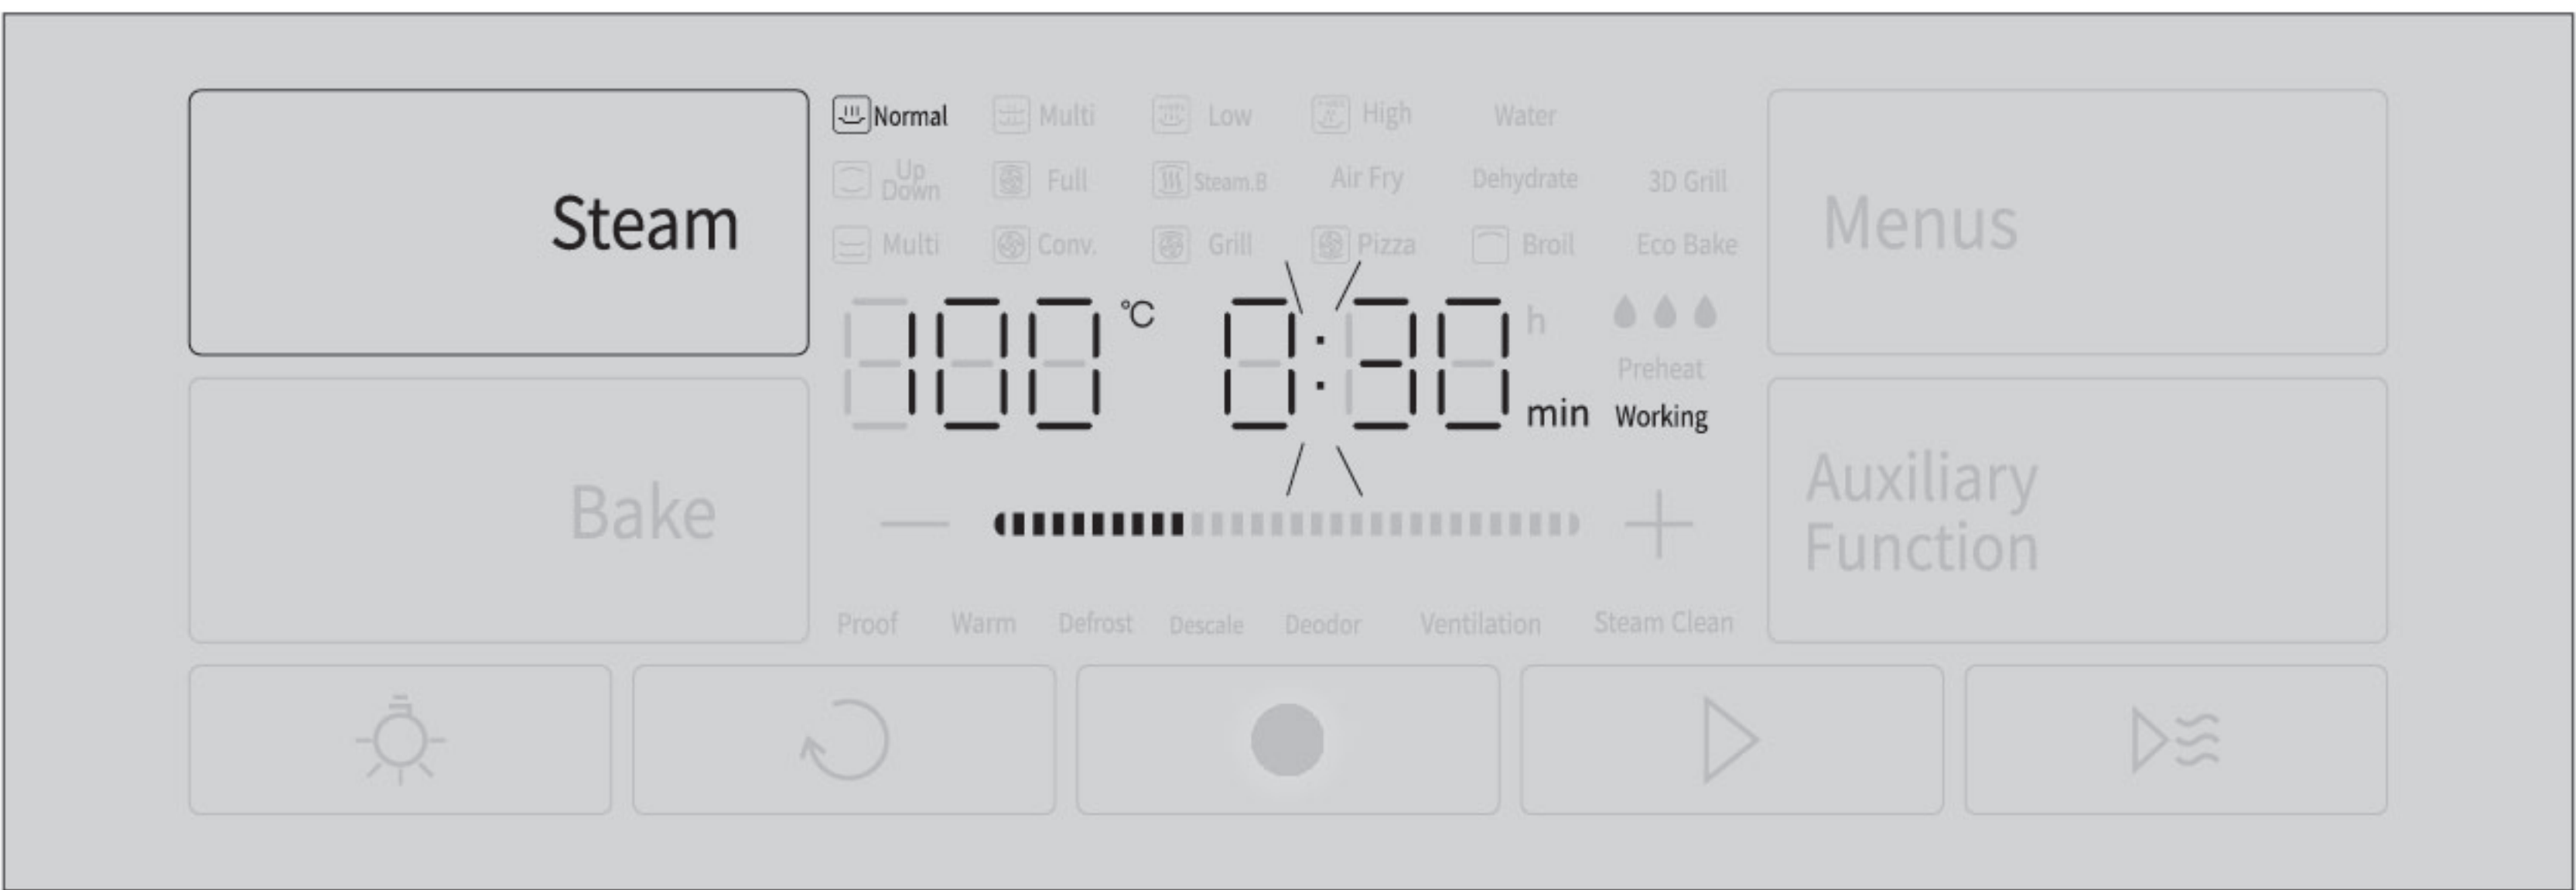 Normal Multi Low High Water
Up Down Full Steam.B Air Fry Dehydrate 3D Grill
Multi Conv. Grill Pizza Broil Eco Bake
Steam
Menus
100 °C 0:30 h min
Preheat
Working
Bake
Auxiliary
Function
Proof Warm Defrost Descale Deodor Ventilation Steam Clean